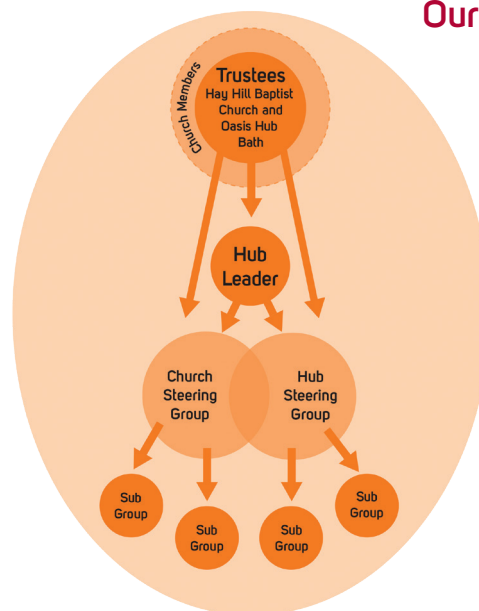 Our
Church Members
Trustees
Hay Hill Baptist
Church and
Oasis Hub
Bath
Hub
Leader
Church
Steering
Group
Hub
Steering
Group
Sub
Group
Sub
Group
Sub
Group
Sub
Group